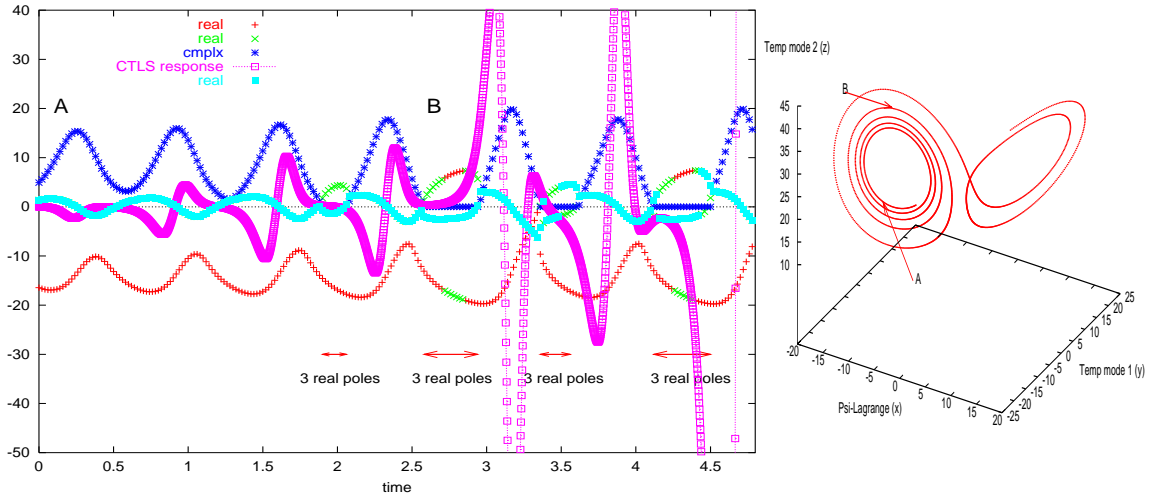 real
real
cmplx
CTLS response
real
A
B
3 real poles
3 real poles
3 real poles
3 real poles
40
30
20
10
0
-10
-20
-30
-40
-50
0
0.5
1
1.5
2
2.5
3
3.5
4
4.5
time
Temp mode 2 (z)
B
A
45
40
35
30
25
20
15
10
-20
-15
-10
-5
0
5
10
15
20
Psi-Lagrange (x)
-25
-20
-15
-10
-5
0
5
10
15
20
25
Temp mode 1 (y)